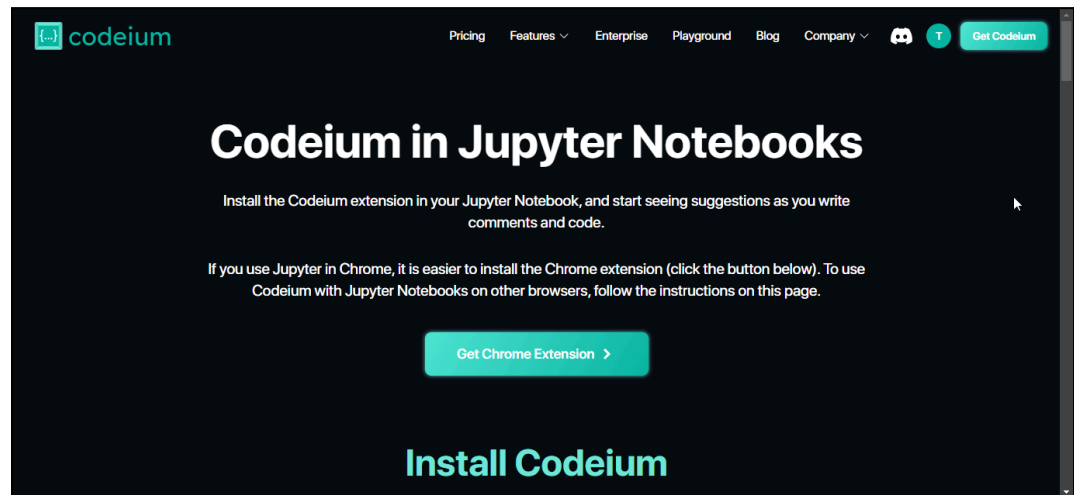 {...} codeium
Pricing Features Enterprise Playground Blog Company T Get Codeium
Codeium in Jupyter Notebooks
Install the Codeium extension in your Jupyter Notebook, and start seeing suggestions as you write
comments and code.
If you use Jupyter in Chrome, it is easier to install the Chrome extension (click the button below). To use
Codeium with Jupyter Notebooks on other browsers, follow the instructions on this page.
Get Chrome Extension
Install Codeium